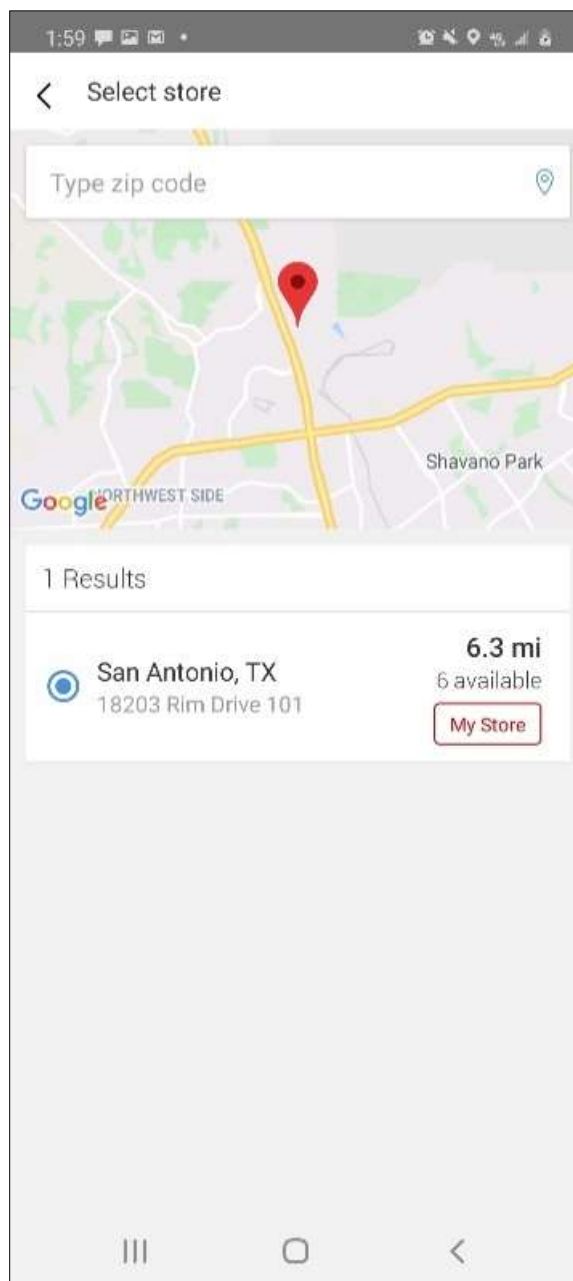 1:59
Select store
Type zip code
Shavano Park
NORTHWEST SIDE
Google
1 Results
San Antonio, TX
18203 Rim Drive 101
6.3 mi
6 available
My Store